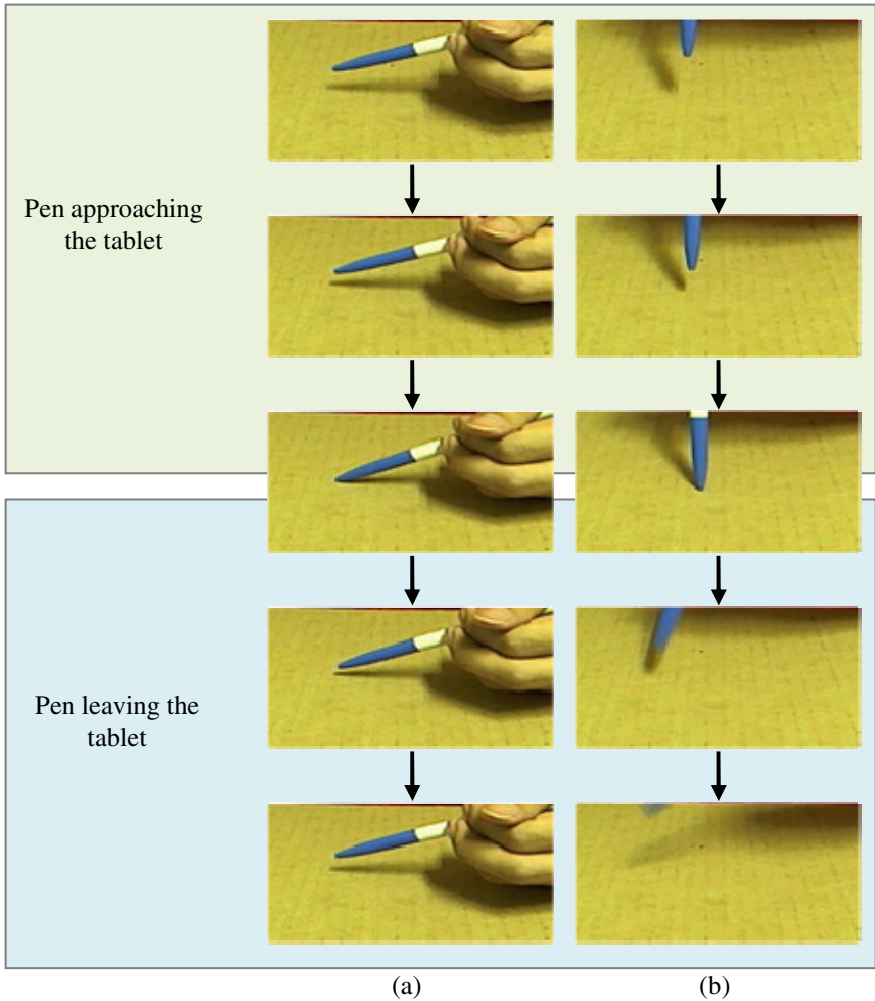 Pen approaching
the tablet
Pen leaving the
tablet
(a)
(b)